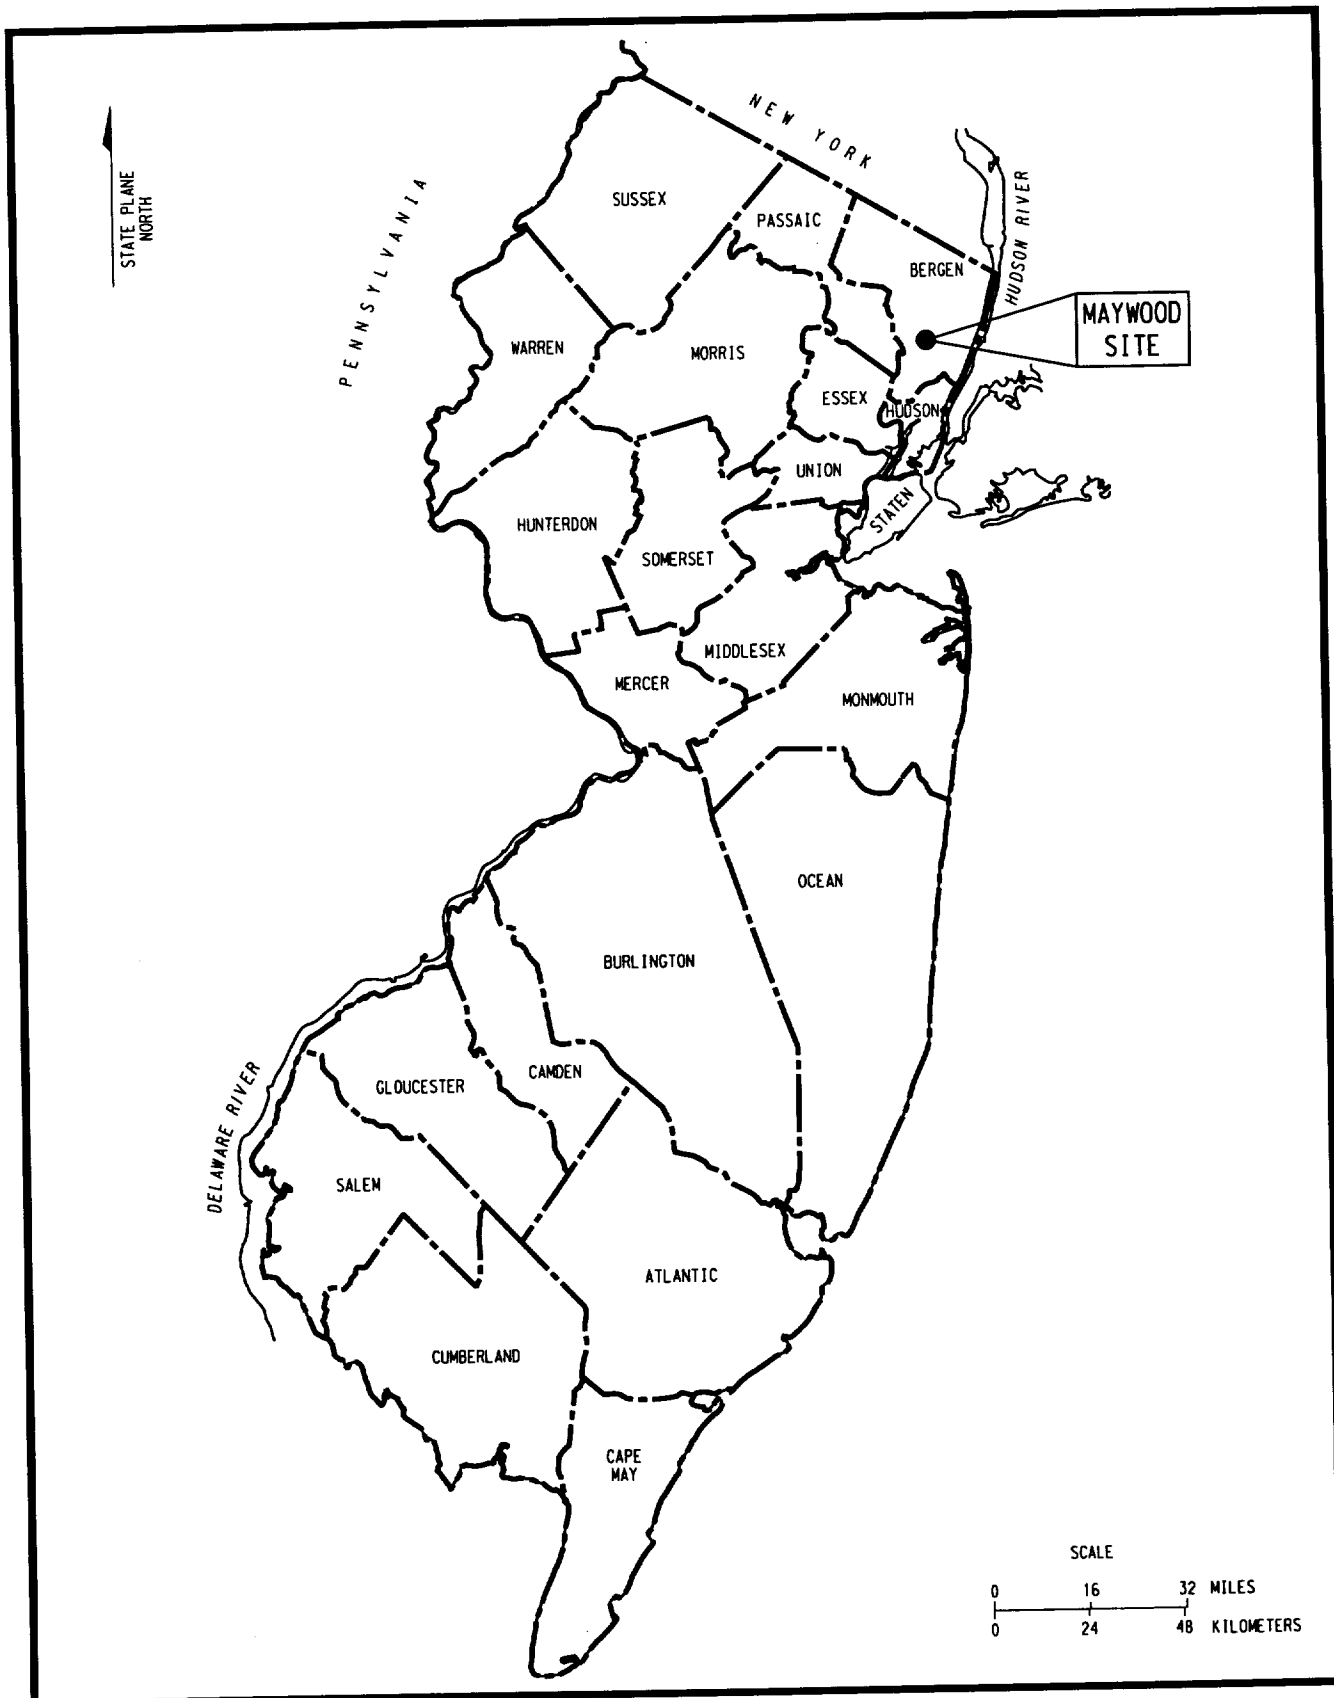 NEW YORK
STATE PLANE
NORTH
PENNSYLVANIA
SUSSEX
PASSAIC
HUDSON RIVER
BERGEN
MAYWOOD
SITE
WARREN
MORRIS
ESSEX
HUDSON
UNION
STATEN
HUNTERDON
SOMERSET
MIDDLESEX
MERCER
MONMOUTH
OCEAN
BURLINGTON
CAMDEN
GLOUCESTER
DELAWARE RIVER
SALEM
ATLANTIC
CUMBERLAND
CAPE
MAY
SCALE
0 16 32 MILES
0 24 48 KILOMETERS